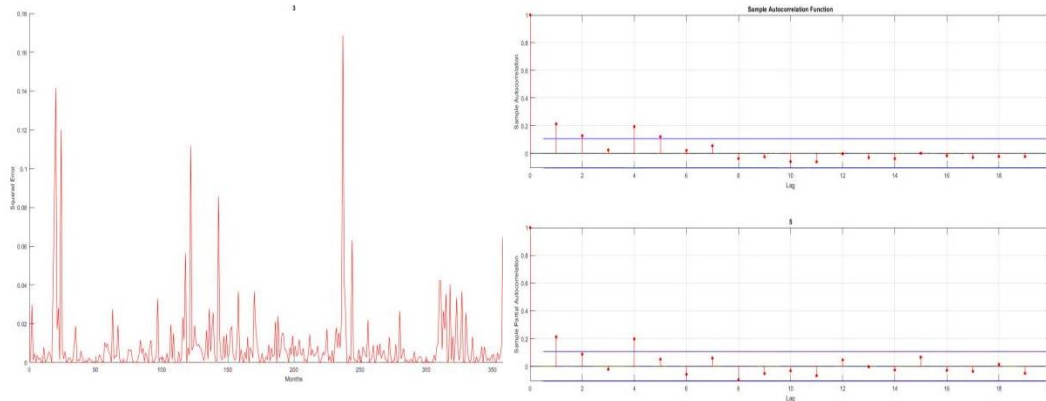 3
0.18
0.16
0.14
0.12
0.1
0.08
0.06
0.04
0.02
0
Squared Error
0 50 100 150 200 250 300 350
Months
Sample Autocorrelation Function
1
0.8
0.6
0.4
0.2
0
Sample Autocorrelation
0 2 4 6 8 10 12 14 16 18
Lag
5
1
0.8
0.6
0.4
0.2
0
Sample Partial Autocorrelation
0 2 4 6 8 10 12 14 16 18
Lag